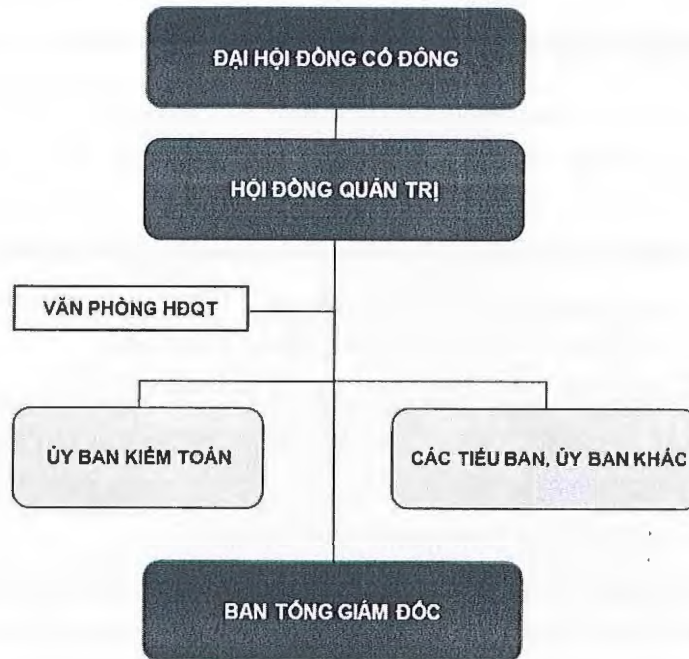 ĐẠI HỘI ĐỒNG CỔ ĐÔNG
HỘI ĐỒNG QUẢN TRỊ
VĂN PHÒNG HĐQT
ỦY BAN KIỂM TOÁN
CÁC TIỂU BAN, ỦY BAN KHÁC
BAN TỔNG GIÁM ĐỐC